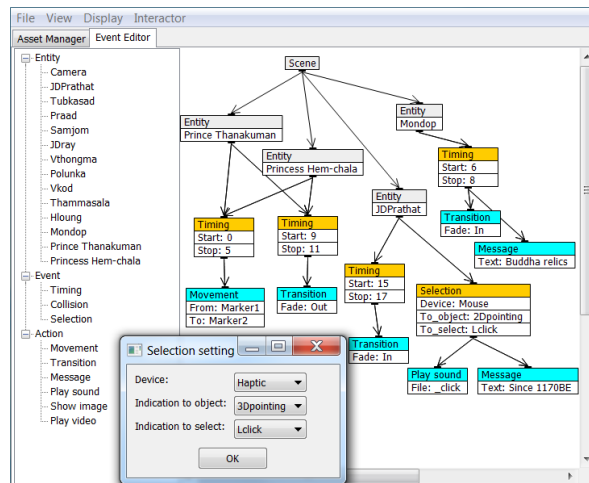 File View Display Interactor
Asset Manager Event Editor
Entity
Camera
JDPrathat
Tubkasad
Praad
Samjom
JDray
Vthongma
Polunka
Vkod
Thammasala
Hloung
Mondop
Prince Thanakuman
Princess Hem-chala
Event
Timing
Collision
Selection
Action
Movement
Transition
Message
Play sound
Show image
Play video
Scene
Entity
Prince Thanakuman
Entity
Princess Hem-chala
Entity
Mondop
Entity
JDPrathat
Timing
Start: 0
Stop: 5
Timing
Start: 9
Stop: 11
Timing
Start: 6
Stop: 8
Timing
Start: 15
Stop: 17
Movement
From: Marker1
To: Marker2
Transition
Fade: Out
Transition
Fade: In
Message
Text: Buddha relics
Transition
Fade: In
Selection
Device: Mouse
To_object: 2Dpointing
To_select: Lclick
Play sound
File: _click
Message
Text: Since 1170BE
Selection setting
Device: Haptic
Indication to object: 3Dpointing
Indication to select: Lclick
OK